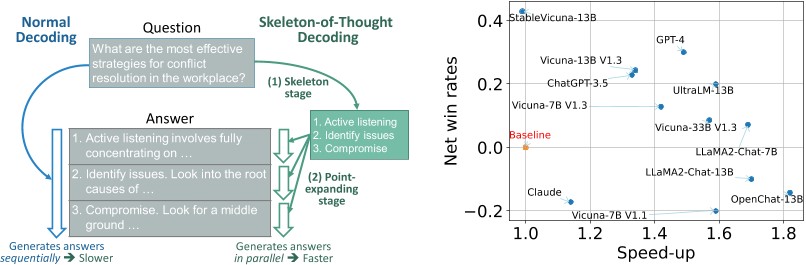 Normal
Decoding
Question
What are the most effective
strategies for conflict
resolution in the workplace?
Skeleton-of-Thought
Decoding
(1) Skeleton
stage
1. Active listening
2. Identify issues
3. Compromise
Answer
1. Active listening involves fully
concentrating on …
2. Identify issues. Look into the root
causes of …
3. Compromise. Look for a middle
ground …
(2) Point-
expanding
stage
Generates answers
sequentially ➔ Slower
Generates answers
in parallel ➔ Faster
Net win rates
0.4
0.2
0.0
−0.2
StableVicuna-13B
GPT-4
Vicuna-13B V1.3
ChatGPT-3.5
UltraLM-13B
Vicuna-7B V1.3
Vicuna-33B V1.3
Baseline
LLaMA2-Chat-7B
LLaMA2-Chat-13B
Claude
OpenChat-13B
Vicuna-7B V1.1
1.0
1.2
1.4
1.6
1.8
Speed-up